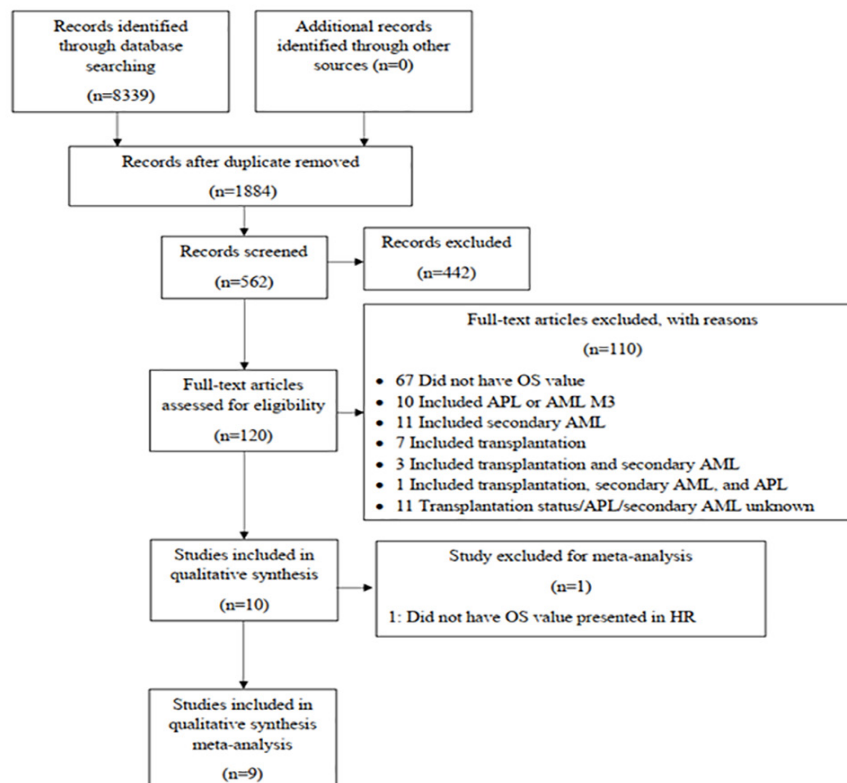 Records identified
through database
searching
(n=8339)
Additional records
identified through other
sources (n=0)
Records after duplicate removed
(n=1884)
Records screened
(n=562)
Records excluded
(n=442)
Full-text articles
assessed for eligibility
(n=120)
Full-text articles excluded, with reasons
(n=110)
• 67 Did not have OS value
• 10 Included APL or AML M3
• 11 Included secondary AML
• 7 Included transplantation
• 3 Included transplantation and secondary AML
• 1 Included transplantation, secondary AML, and APL
• 11 Transplantation status/APL/secondary AML unknown
Studies included in
qualitative synthesis
(n=10)
Study excluded for meta-analysis
(n=1)
1: Did not have OS value presented in HR
Studies included in
qualitative synthesis
meta-analysis
(n=9)